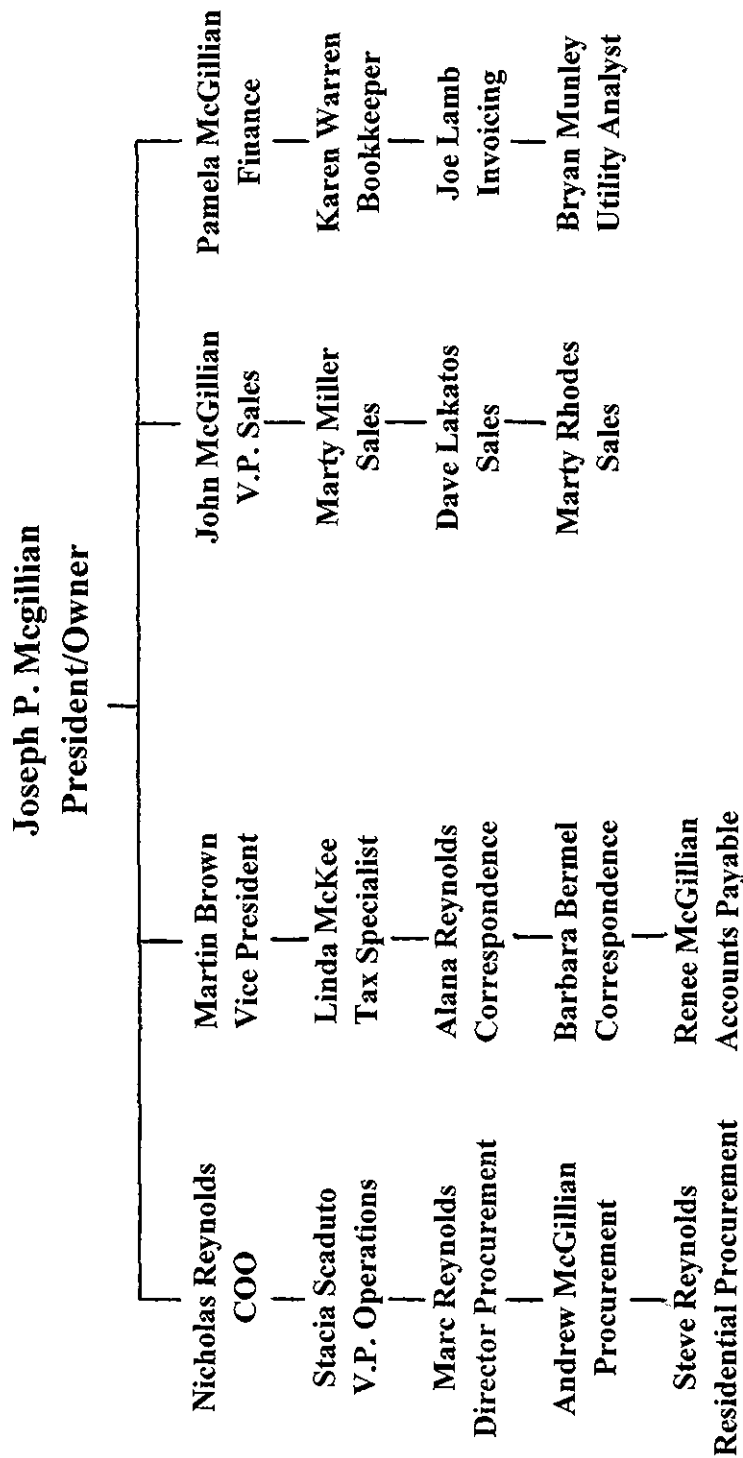 Joseph P. Mcgillian
President/Owner
Nicholas Reynolds
COO
Stacia Scaduto
V.P. Operations
Marc Reynolds
Director Procurement
Andrew McGillian
Procurement
Steve Reynolds
Residential Procurement
Martin Brown
Vice President
Linda McKee
Tax Specialist
Alana Reynolds
Correspondence
Barbara Bermel
Correspondence
Renee McGillian
Accounts Payable
John McGillian
V.P. Sales
Marty Miller
Sales
Dave Lakatos
Sales
Marty Rhodes
Sales
Pamela McGillian
Finance
Karen Warren
Bookkeeper
Joe Lamb
Invoicing
Bryan Munley
Utility Analyst